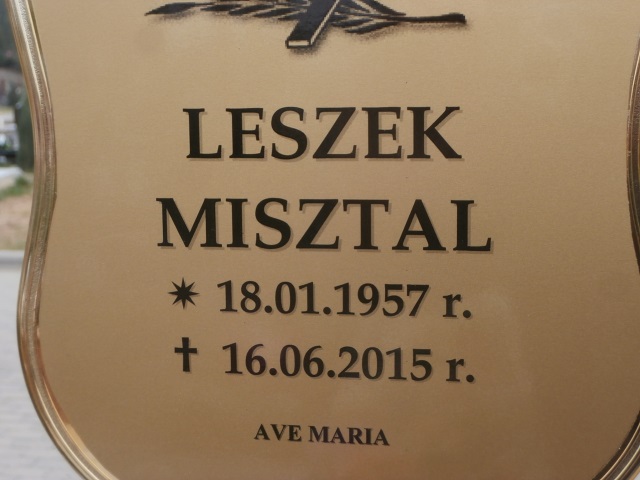 LESZEK
MISZTAL
✷ 18.01.1957 r.
✝ 16.06.2015 r.
AVE MARIA